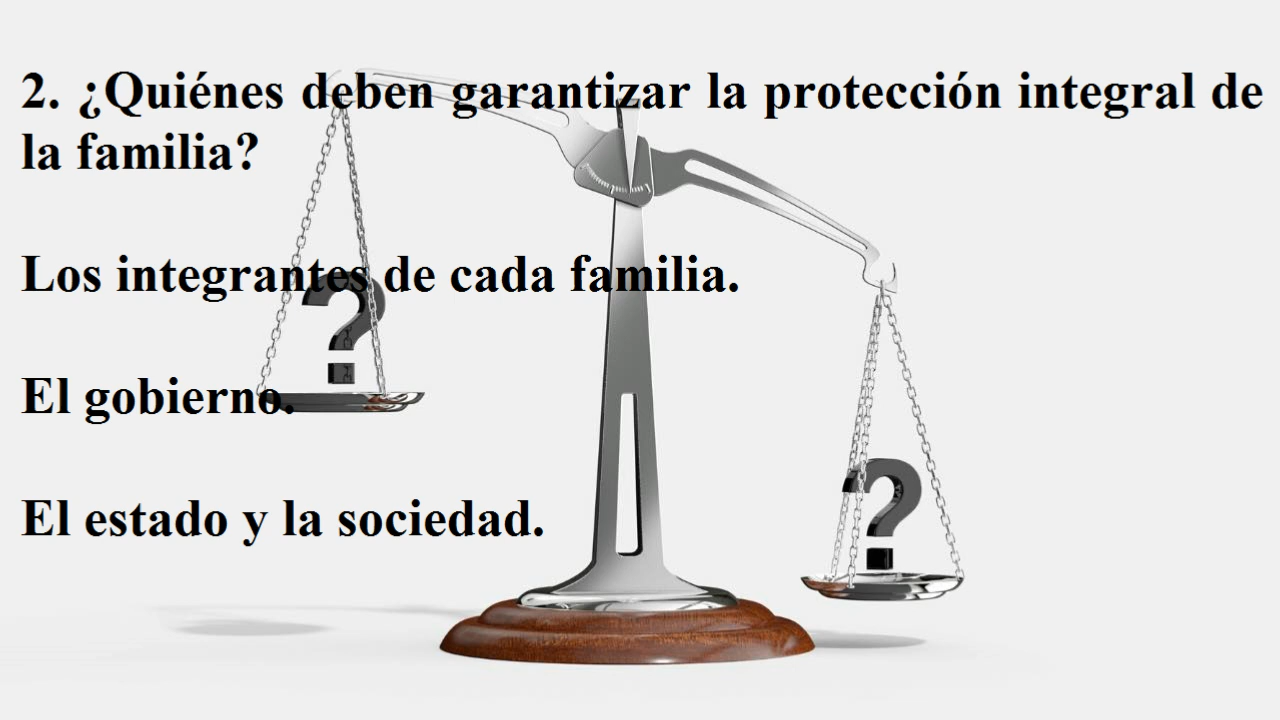 2. ¿Quiénes deben garantizar la protección integral de
la familia?
Los integrantes de cada familia.
El gobierno.
El estado y la sociedad.